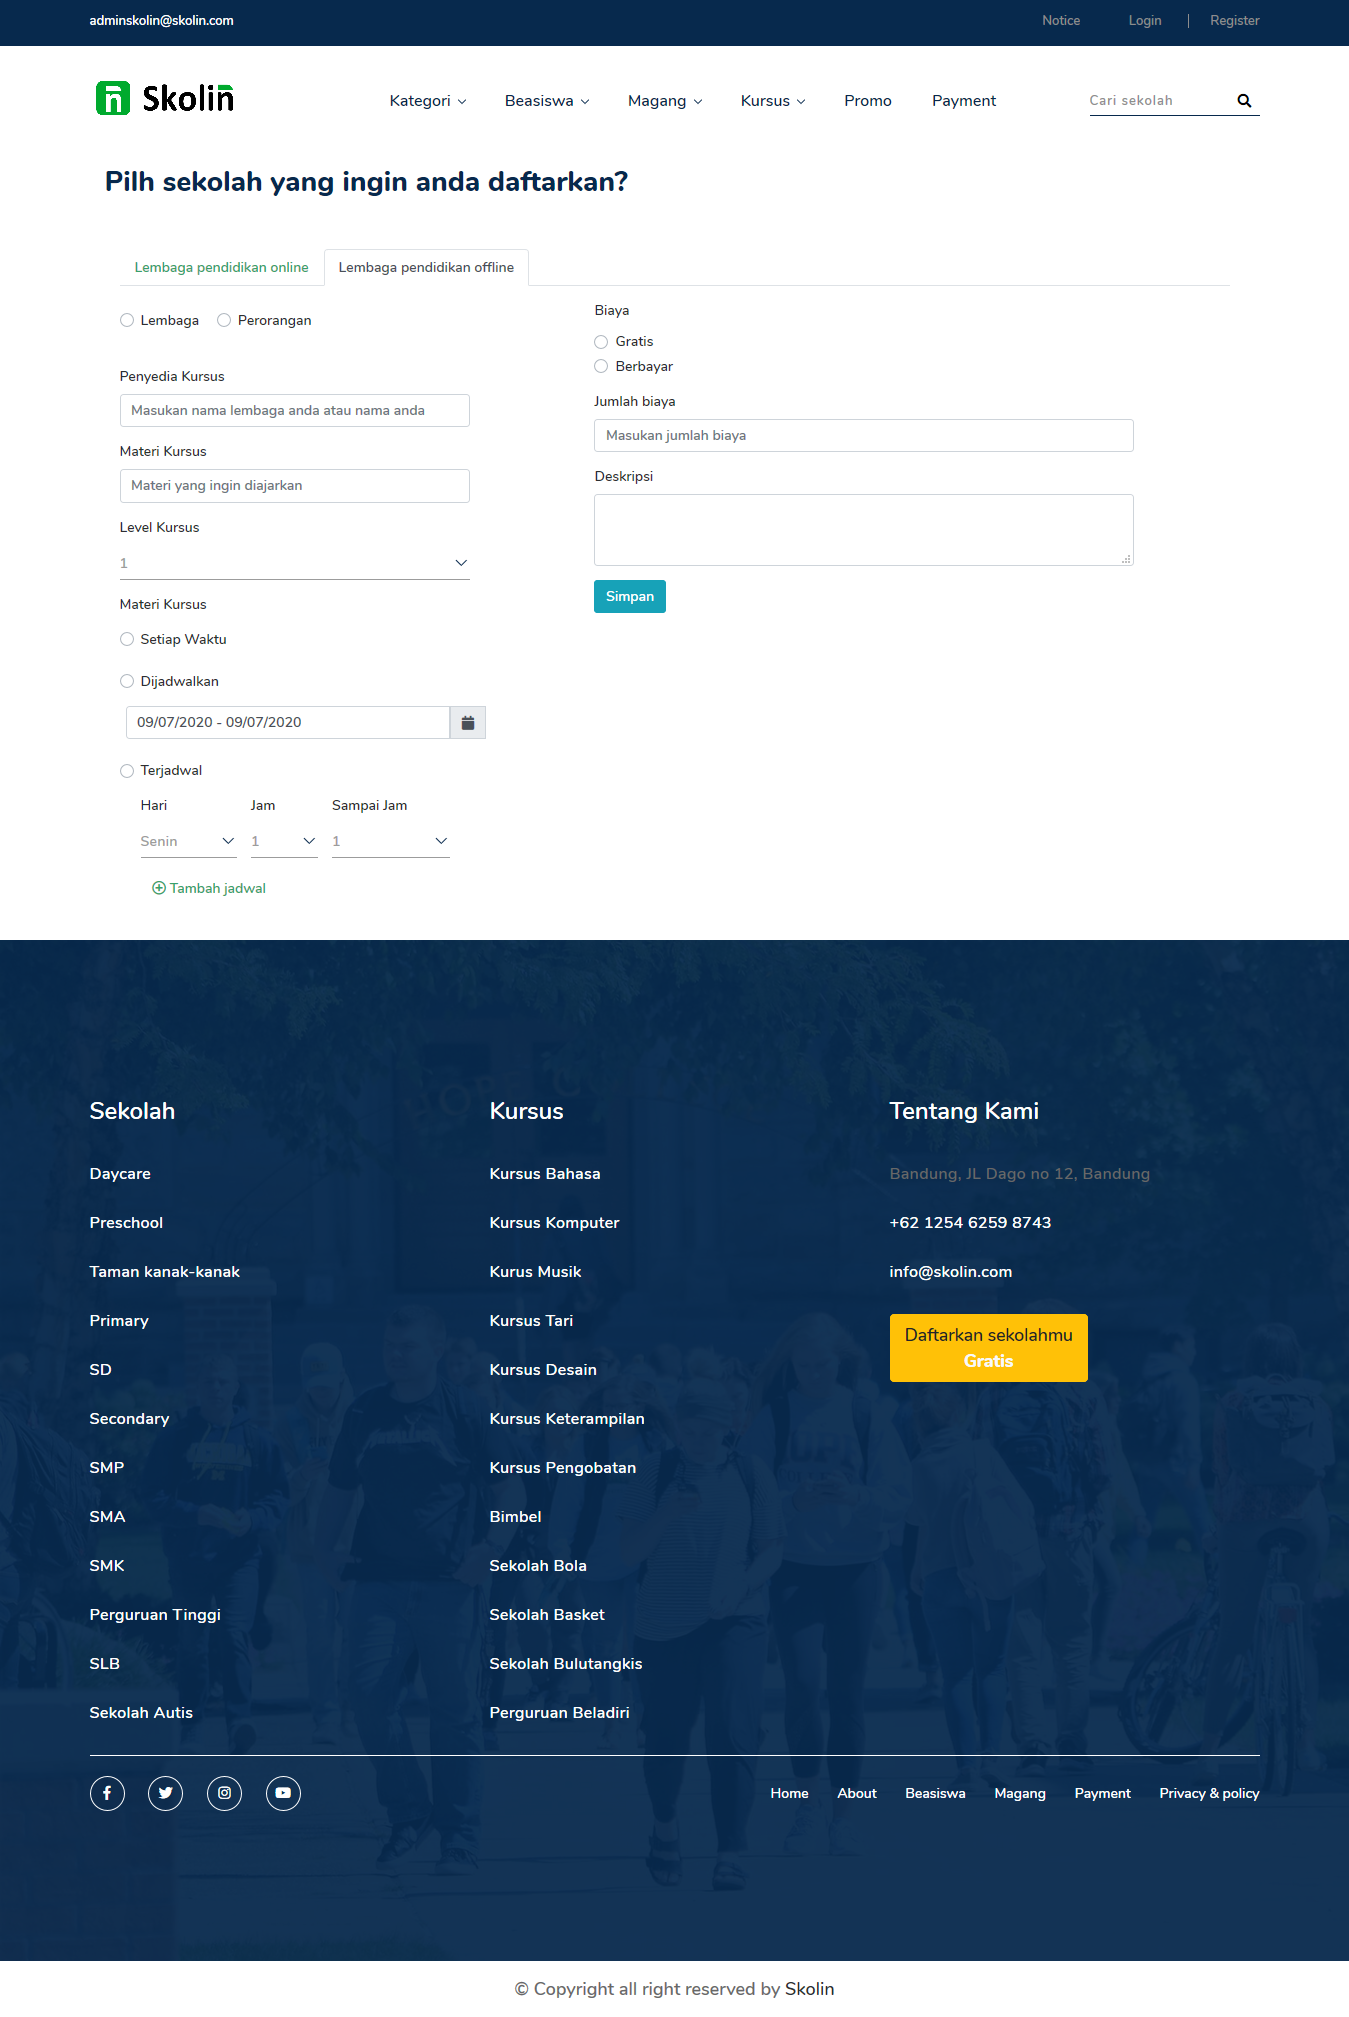 adminskolin@skolin.com
Notice
Login | Register
Skolin
Kategori
Beasiswa
Magang
Kursus
Promo
Payment
Cari sekolah
Pilh sekolah yang ingin anda daftarkan?
Lembaga pendidikan online
Lembaga pendidikan offline
Lembaga
Perorangan
Penyedia Kursus
Masukan nama lembaga anda atau nama anda
Materi Kursus
Materi yang ingin diajarkan
Level Kursus
1
Materi Kursus
Setiap Waktu
Dijadwalkan
09/07/2020 - 09/07/2020
Terjadwal
Hari
Jam
Sampai Jam
Senin
1
1
Tambah jadwal
Biaya
Gratis
Berbayar
Jumlah biaya
Masukan jumlah biaya
Deskripsi
Simpan
Sekolah
Daycare
Preschool
Taman kanak-kanak
Primary
SD
Secondary
SMP
SMA
SMK
Perguruan Tinggi
SLB
Sekolah Autis
Kursus
Kursus Bahasa
Kursus Komputer
Kurus Musik
Kursus Tari
Kursus Desain
Kursus Keterampilan
Kursus Pengobatan
Bimbel
Sekolah Bola
Sekolah Basket
Sekolah Bulutangkis
Perguruan Beladiri
Tentang Kami
Bandung, JL Dago no 12, Bandung
+62 1254 6259 8743
info@skolin.com
Daftarkan sekolahmu
Gratis
Home
About
Beasiswa
Magang
Payment
Privacy & policy
© Copyright all right reserved by Skolin